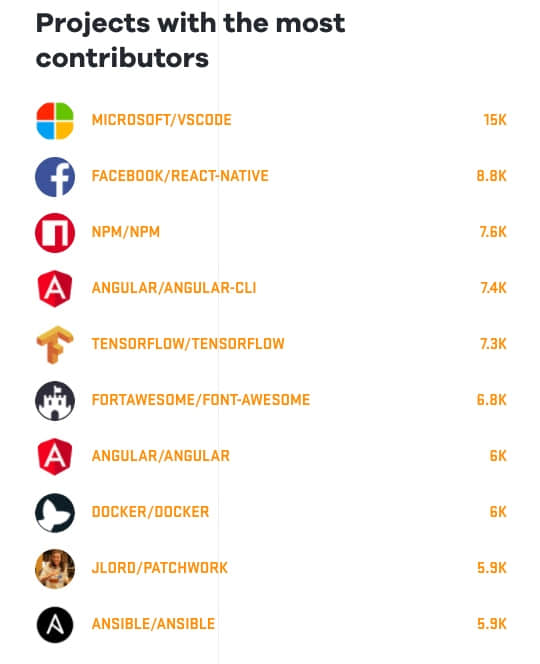 Projects with the most
contributors
MICROSOFT/VSCODE 15K
FACEBOOK/REACT-NATIVE 8.8K
NPM/NPM 7.6K
ANGULAR/ANGULAR-CLI 7.4K
TENSORFLOW/TENSORFLOW 7.3K
FORTAWESOME/FONT-AWESOME 6.8K
ANGULAR/ANGULAR 6K
DOCKER/DOCKER 6K
JLORD/PATCHWORK 5.9K
ANSIBLE/ANSIBLE 5.9K